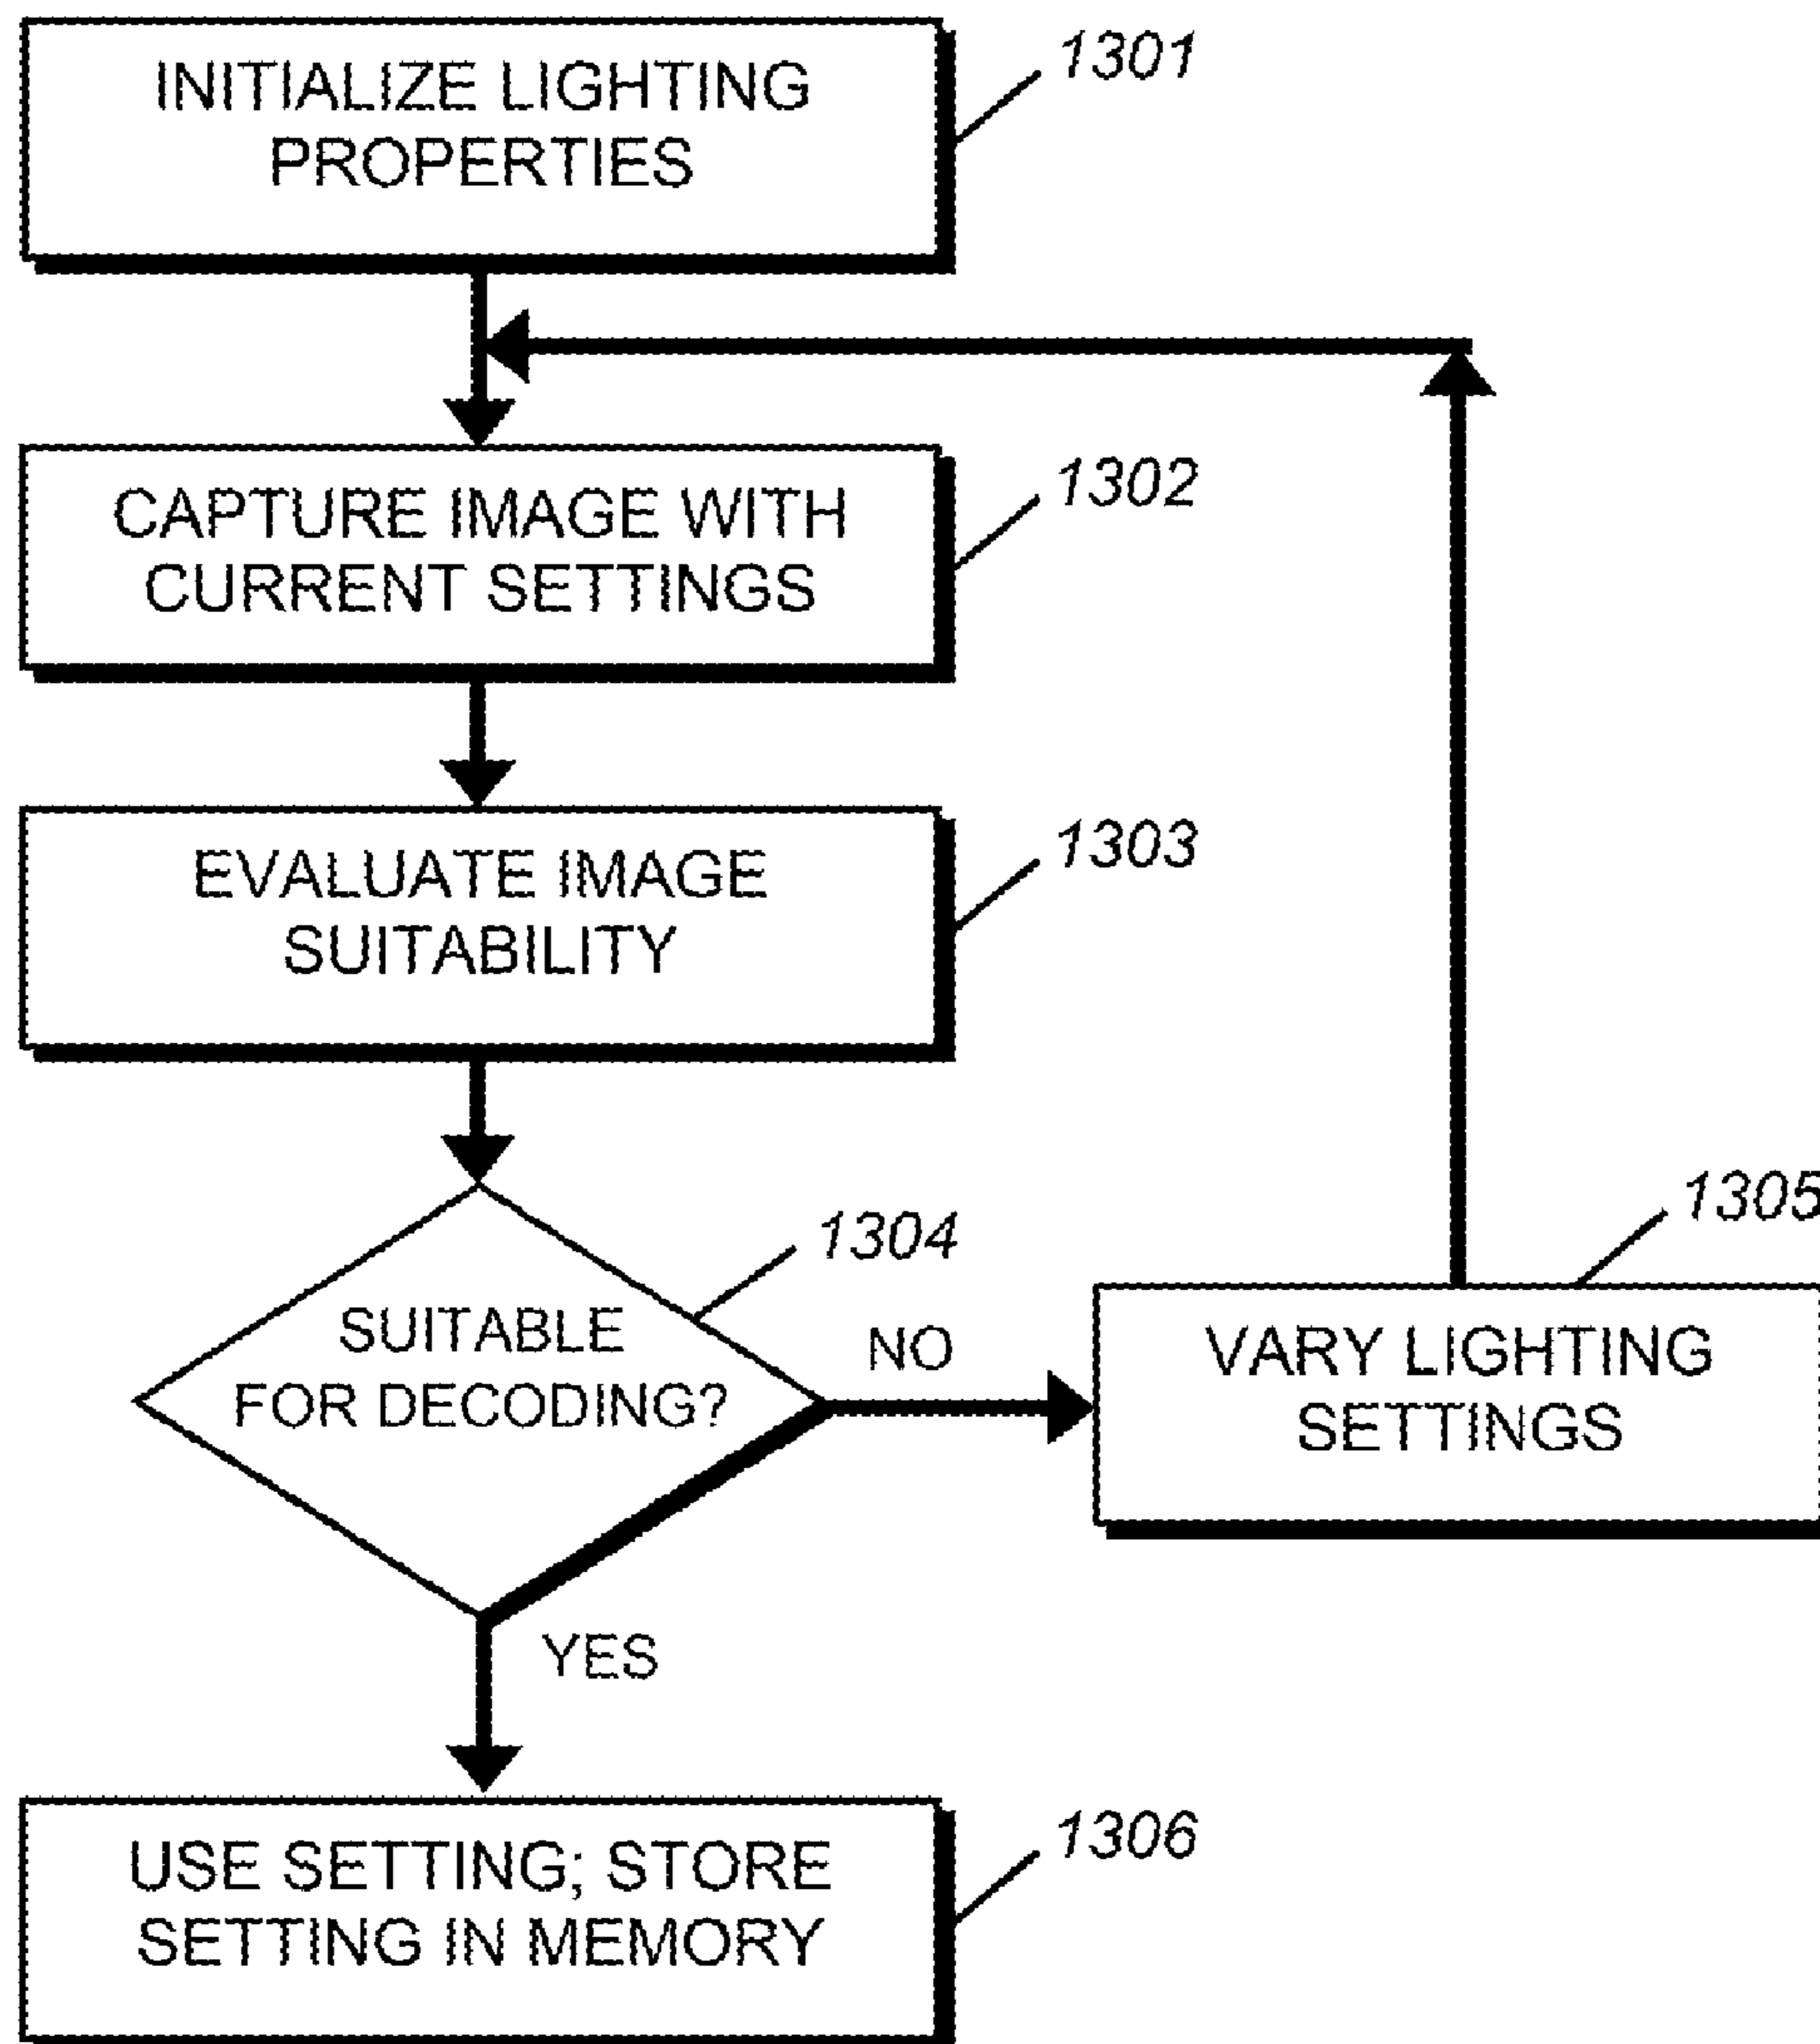 INITIALIZE LIGHTING
PROPERTIES
1301
CAPTURE IMAGE WITH
CURRENT SETTINGS
1302
EVALUATE IMAGE
SUITABILITY
1303
SUITABLE
FOR DECODING?
1304
NO
VARY LIGHTING
SETTINGS
1305
YES
USE SETTING; STORE
SETTING IN MEMORY
1306